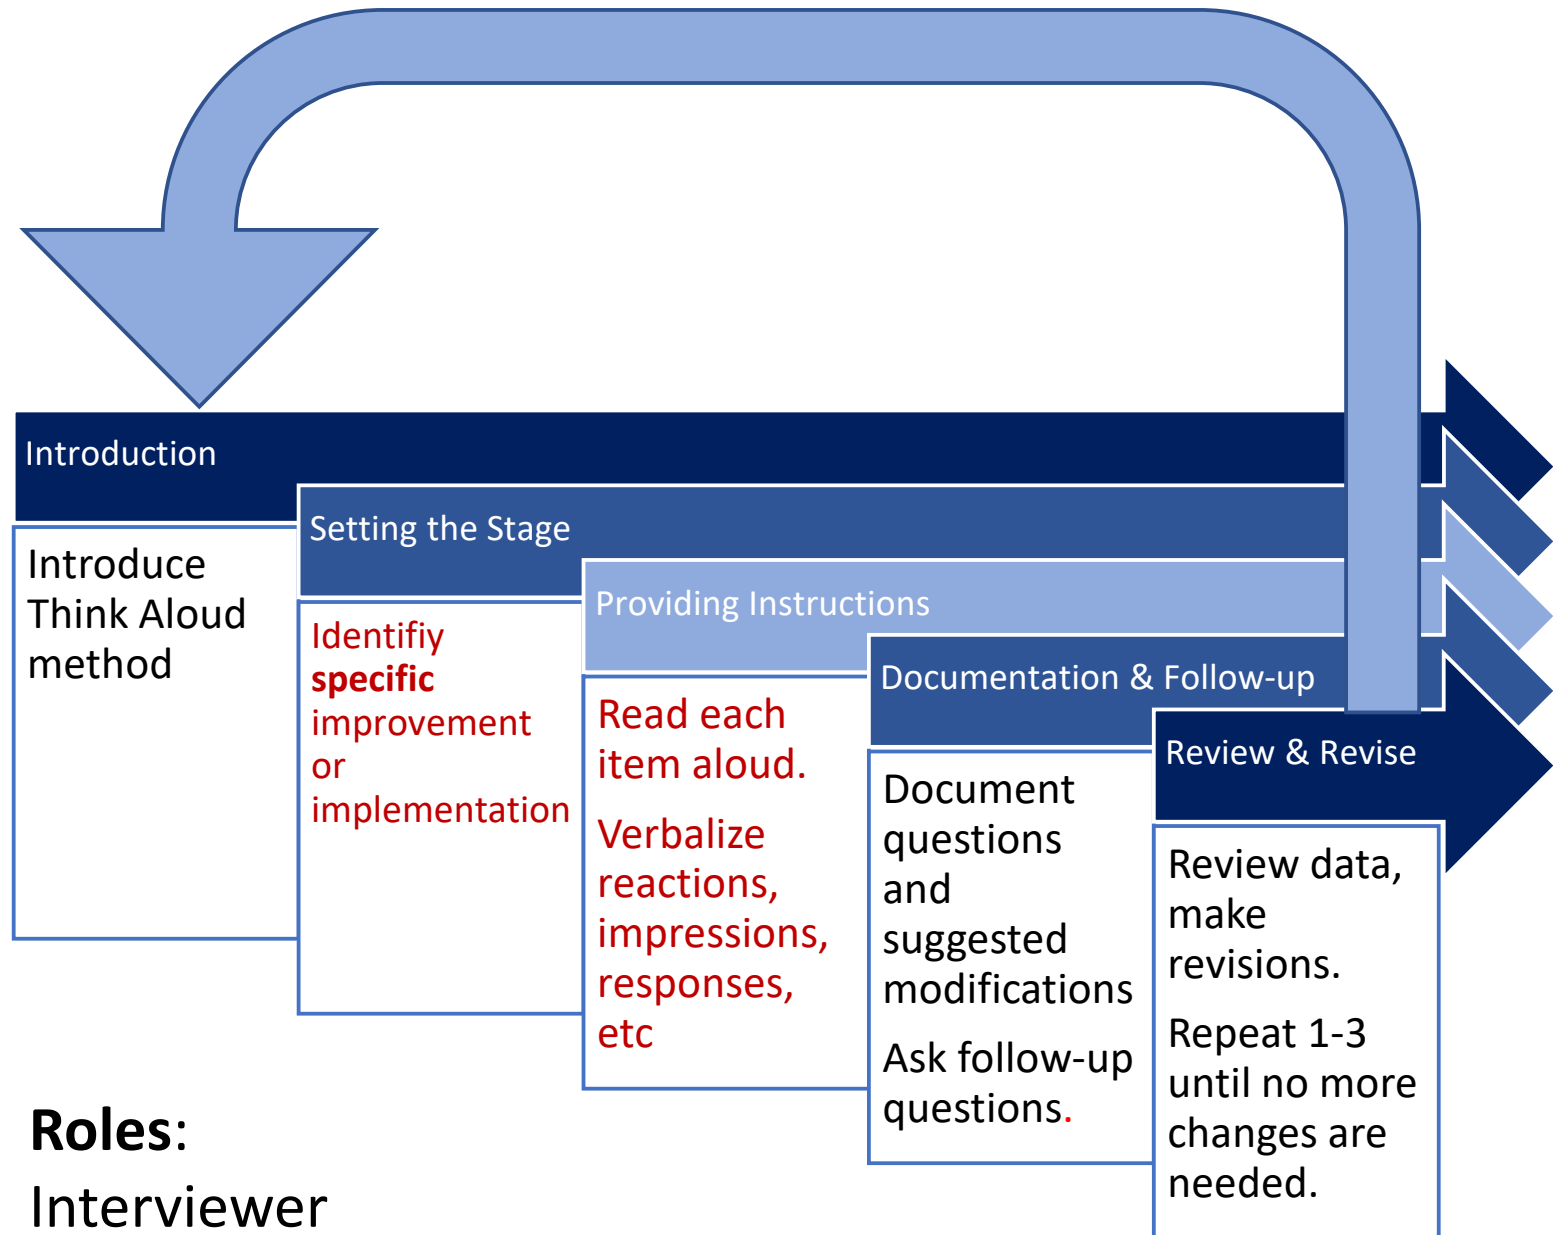 Introduction
Introduce
Think Aloud
method
Setting the Stage
Identifiy
specific
improvement
or
implementation
Providing Instructions
Read each
item aloud.
Verbalize
reactions,
impressions,
responses,
etc
Documentation & Follow-up
Document
questions
and
suggested
modifications
Ask follow-up
questions.
Review & Revise
Review data,
make
revisions.
Repeat 1-3
until no more
changes are
needed.
Roles:
Interviewer